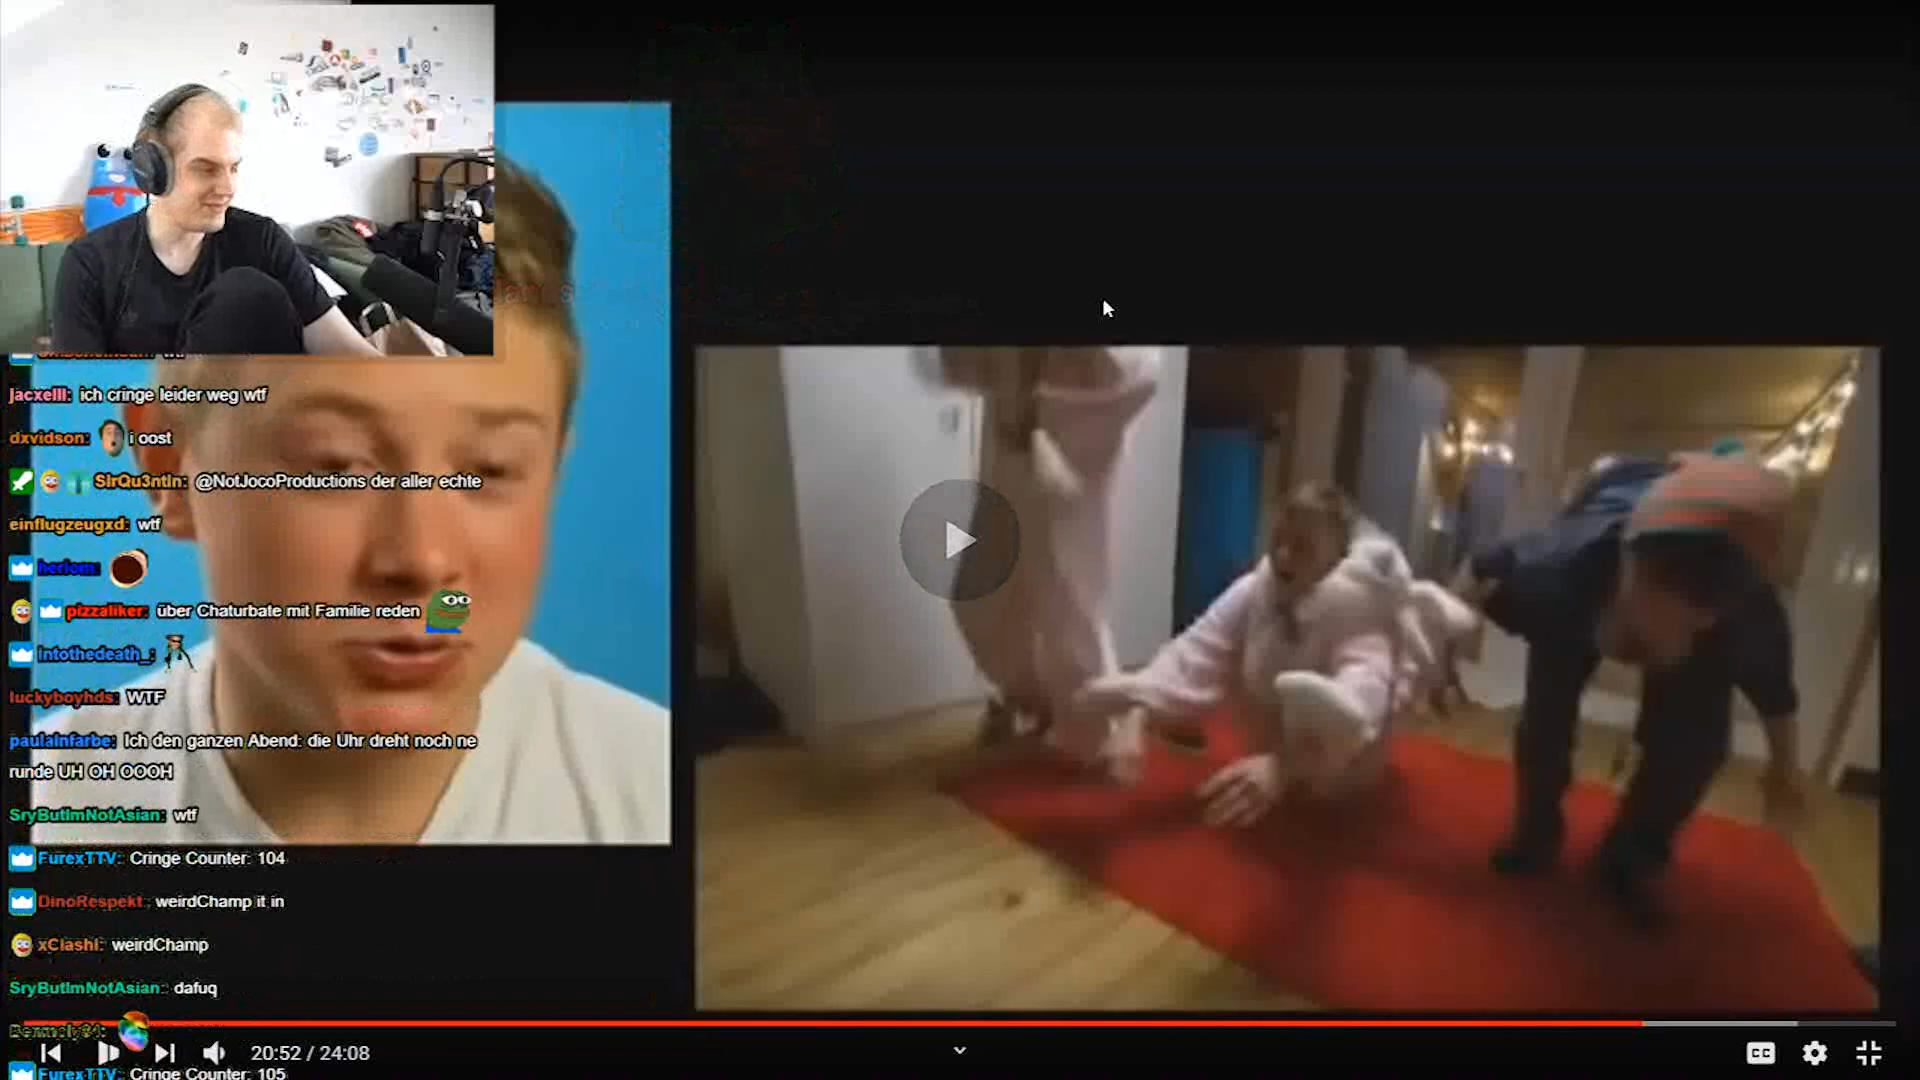 jacxelll: ich cringe leider weg wtf
dxvidson: i oost
SirQu3ntin: @NotJocoProductions der aller echte
einflugzeugxd: wtf
heriom:
pizzaliker: über Chaturbate mit Familie reden
Intothedeath_:
luckyboyhds: WTF
paulainfarbe: Ich den ganzen Abend: die Uhr dreht noch ne
runde UH OH OOOH
SryButImNotAsian: wtf
FurexTTV: Cringe Counter: 104
DinoRespekt: weirdChamp it in
xClashI: weirdChamp
SryButImNotAsian: dafuq
20:52 / 24:08
CC
FurexTTV: Cringe Counter: 105